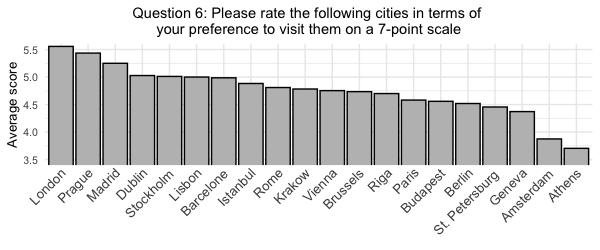 Question 6: Please rate the following cities in terms of
your preference to visit them on a 7-point scale
Average score
5.5
5.0
4.5
4.0
3.5
London
Prague
Madrid
Dublin
Stockholm
Lisbon
Barcelone
Istanbul
Rome
Krakow
Vienna
Brussels
Riga
Paris
Budapest
Berlin
St. Petersburg
Geneva
Amsterdam
Athens